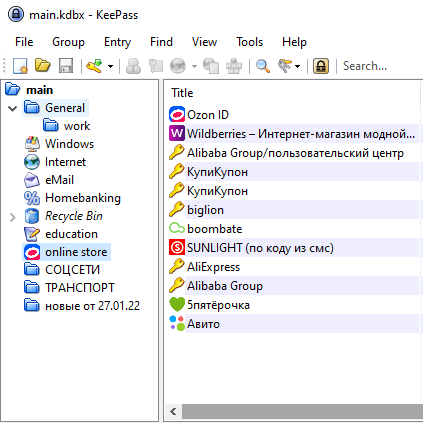 main.kdbx - KeePass
File Group Entry Find View Tools Help
Search...
main
General
work
Windows
Internet
eMail
Homebanking
Recycle Bin
education
online store
СОЦСЕТИ
ТРАНСПОРТ
новые от 27.01.22
Title
Ozon ID
Wildberries – Интернет-магазин модной...
Alibaba Group/пользовательский центр
КупиКупон
КупиКупон
biglion
boombate
SUNLIGHT (по коду из смс)
AliExpress
Alibaba Group
5пятёрочка
Авито